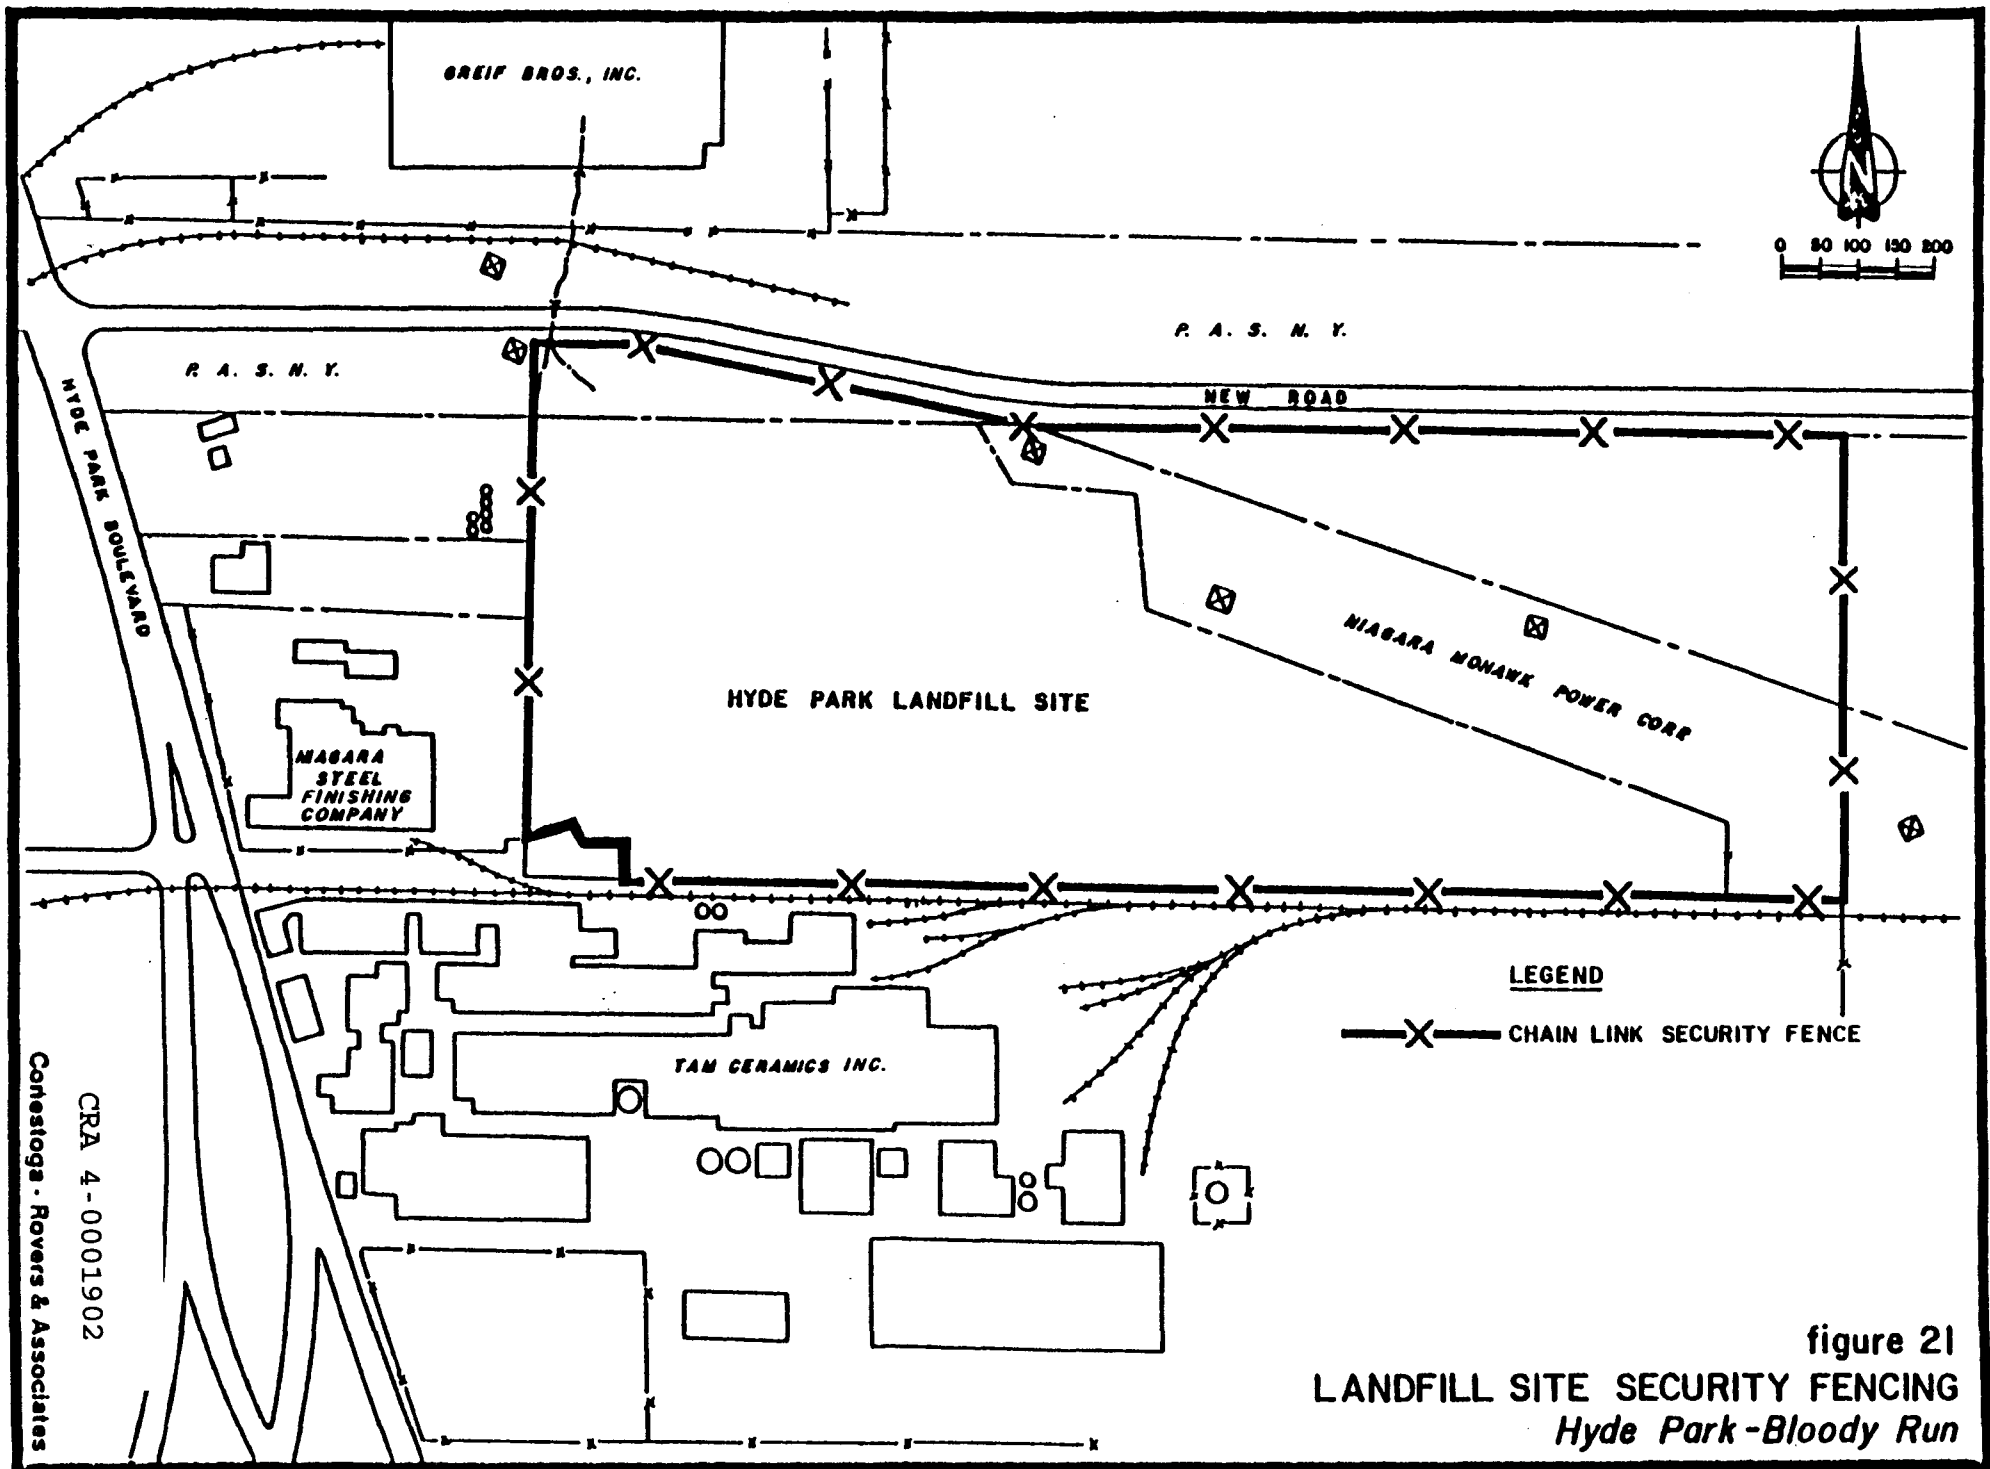 GREIF BROS., INC.
N
0 50 100 150 200
P. A. S. N. Y.
P. A. S. N. Y.
NEW ROAD
HYDE PARK BOULEVARD
NIAGARA MOHAWK POWER CORP
HYDE PARK LANDFILL SITE
NIAGARA
STEEL
FINISHING
COMPANY
LEGEND
CHAIN LINK SECURITY FENCE
TAM CERAMICS INC.
CRA 4-0001902
Conestoga-Rovers & Associates
figure 21
LANDFILL SITE SECURITY FENCING
Hyde Park-Bloody Run